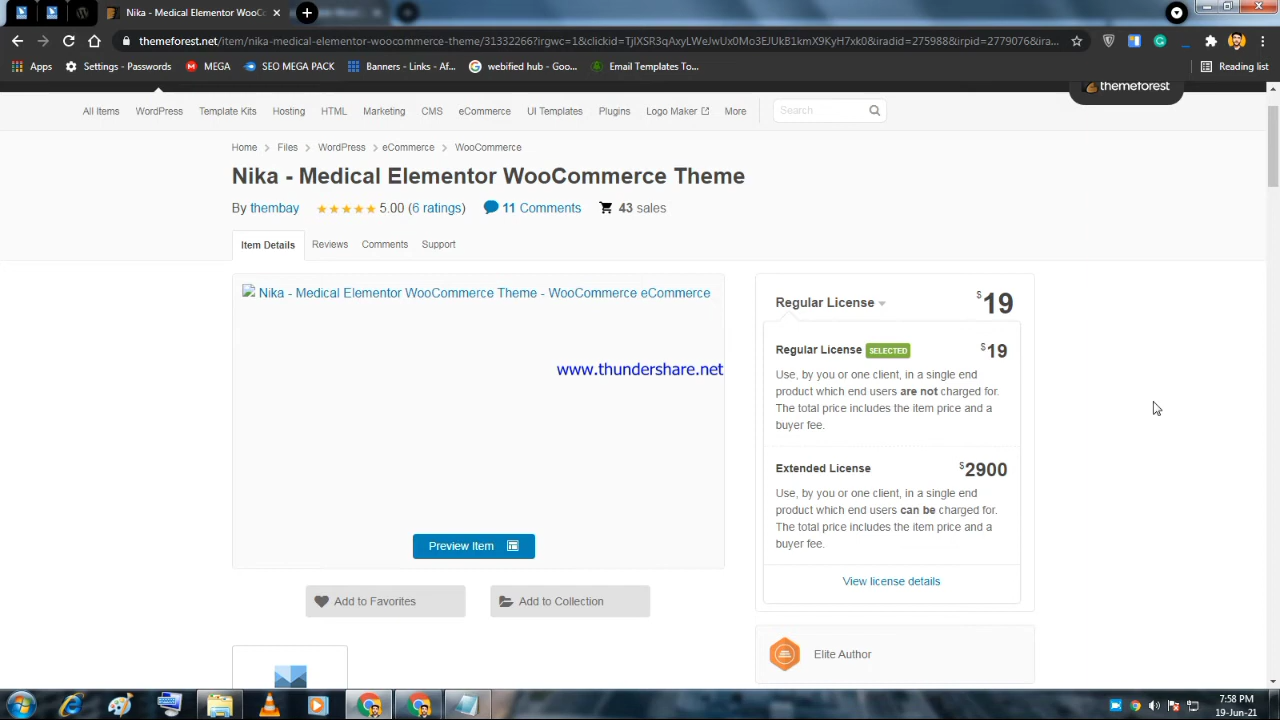 Nika - Medical Elementor WooCo
themeforest.net/item/nika-medical-elementor-woocommerce-theme/31332266?irgwc=1&clickid=TjIXSR3qAxyLWeJwUx0Mo3EJUkB1kmX9KyH7xk0&iradid=275988&irpid=2779076&ira...
Apps Settings - Passwords MEGA SEO MEGA PACK Banners - Links - Af... webified hub - Goo... Email Templates To... Reading list
themeforest
All Items WordPress Template Kits Hosting HTML Marketing CMS eCommerce UI Templates Plugins Logo Maker More Search
Home Files WordPress eCommerce WooCommerce
Nika - Medical Elementor WooCommerce Theme
By thembay 5.00 (6 ratings) 11 Comments 43 sales
Item Details Reviews Comments Support
Nika - Medical Elementor WooCommerce Theme - WooCommerce eCommerce
www.thundershare.net
Preview Item
Add to Favorites Add to Collection
Regular License $19
Regular License SELECTED $19
Use, by you or one client, in a single end
product which end users are not charged for.
The total price includes the item price and a
buyer fee.
Extended License $2900
Use, by you or one client, in a single end
product which end users can be charged for.
The total price includes the item price and a
buyer fee.
View license details
Elite Author
7:58 PM
19-Jun-21